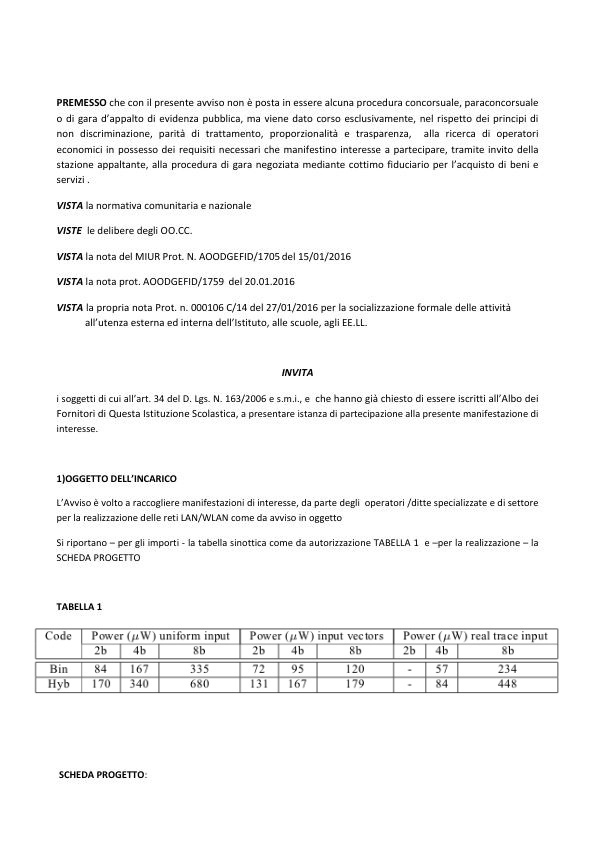 PREMESSO che con il presente avviso non è posta in essere alcuna procedura concorsuale, paraconcorsuale
o di gara d'appalto di evidenza pubblica, ma viene dato corso esclusivamente, nel rispetto dei principi di
non discriminazione, parità di trattamento, proporzionalità e trasparenza, alla ricerca di operatori
economici in possesso dei requisiti necessari che manifestino interesse a partecipare, tramite invito della
stazione appaltante, alla procedura di gara negoziata mediante cottimo fiduciario per l'acquisto di beni e
servizi .
VISTA la normativa comunitaria e nazionale
VISTE le delibere degli OO.CC.
VISTA la nota del MIUR Prot. N. AOODGEFID/1705 del 15/01/2016
VISTA la nota prot. AOODGEFID/1759 del 20.01.2016
VISTA la propria nota Prot. n. 000106 C/14 del 27/01/2016 per la socializzazione formale delle attività
all'utenza esterna ed interna dell'Istituto, alle scuole, agli EE.LL.
INVITA
i soggetti di cui all'art. 34 del D. Lgs. N. 163/2006 e s.m.i., e che hanno già chiesto di essere iscritti all'Albo dei
Fornitori di Questa Istituzione Scolastica, a presentare istanza di partecipazione alla presente manifestazione di
interesse.
1)OGGETTO DELL'INCARICO
L'Avviso è volto a raccogliere manifestazioni di interesse, da parte degli operatori /ditte specializzate e di settore
per la realizzazione delle reti LAN/WLAN come da avviso in oggetto
Si riportano – per gli importi - la tabella sinottica come da autorizzazione TABELLA 1 e –per la realizzazione – la
SCHEDA PROGETTO
TABELLA 1
Code Power (μW) uniform input Power (μW) input vectors Power (μW) real trace input
2b 4b 8b 2b 4b 8b 2b 4b 8b
Bin 84 167 335 72 95 120 - 57 234
Hyb 170 340 680 131 167 179 - 84 448
SCHEDA PROGETTO: